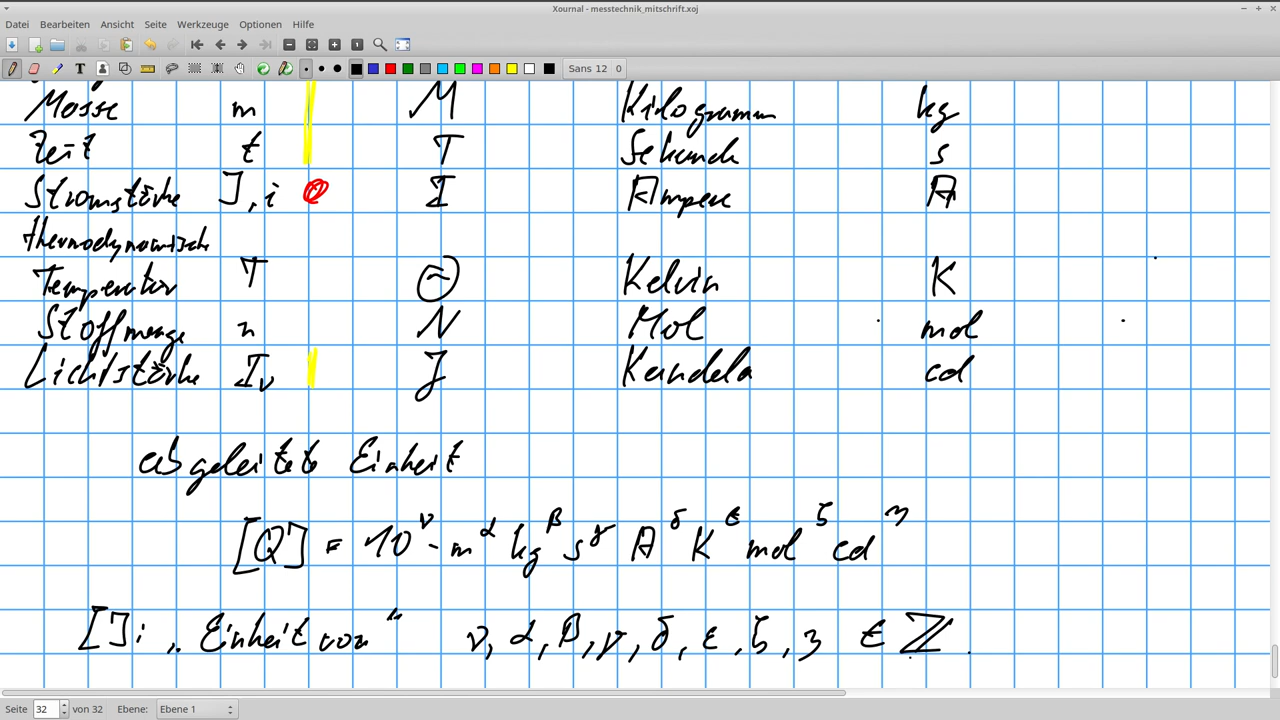 Xournal - messtechnik_mitschrift.xoj
Datei Bearbeiten Ansicht Seite Werkzeuge Optionen Hilfe
Sans 12
Masse m M Kilogramm kg
Zeit t T Sekunde s
Stromstärke I, i I Ampere A
thermodynamische
Temperatur T Θ Kelvin K
Stoffmenge n N Mol mol
Lichtstärke Iᵥ J Kandela cd
abgeleitete Einheit
[Q] = 10^ν · m^α kg^β s^γ A^δ K^ε mol^ζ cd^η
[]: „Einheit von“ ν, α, β, γ, δ, ε, ζ, η ∈ ℤ.
Seite 32 von 32 Ebene: Ebene 1